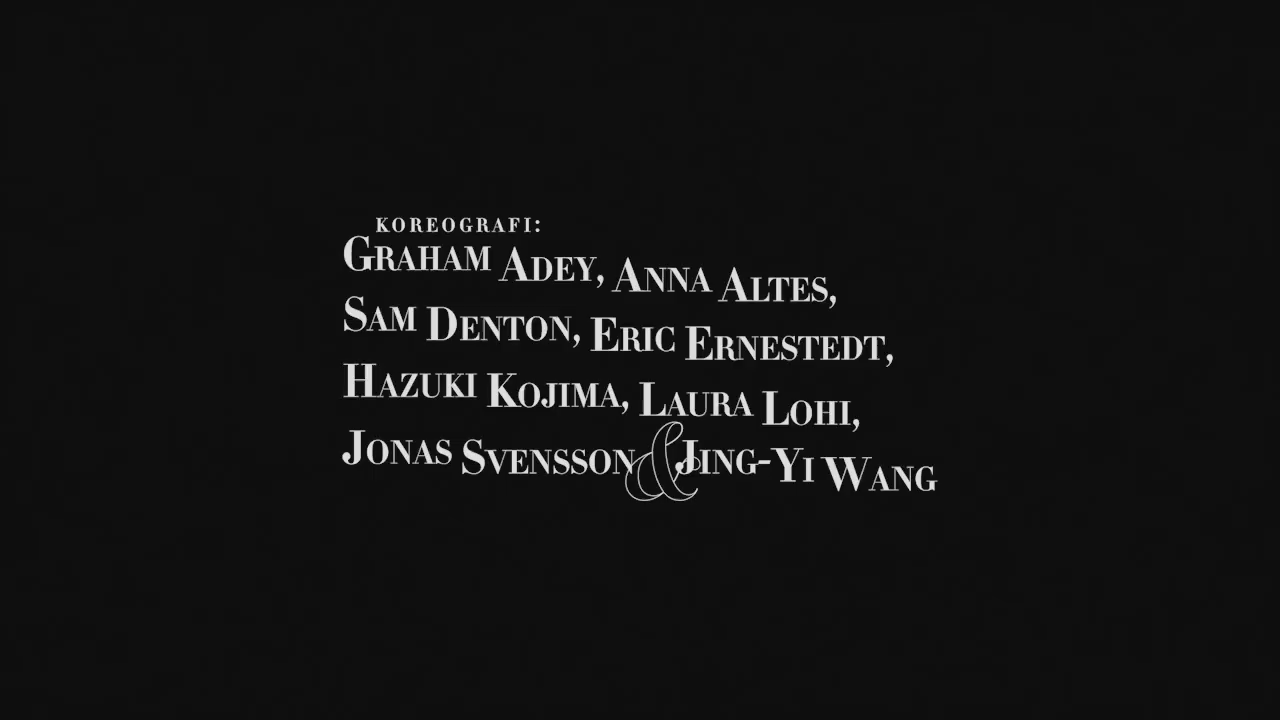 KOREOGRAFI:
GRAHAM ADEY, ANNA ALTES,
SAM DENTON, ERIC ERNESTEDT,
HAZUKI KOJIMA, LAURA LOHI,
JONAS SVENSSON & JING-YI WANG